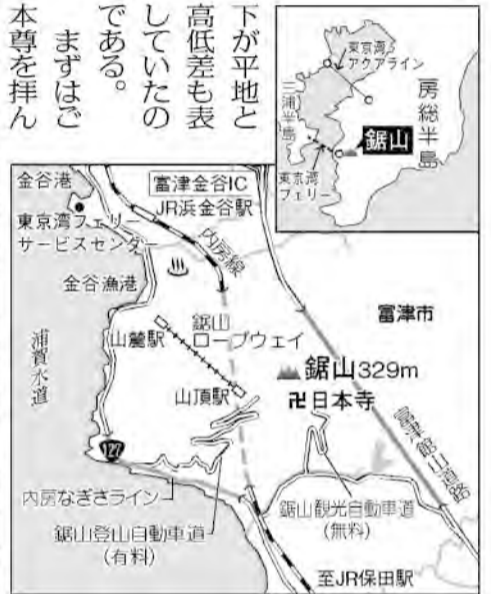 下が平地と
高低差も表
していたの
である。
　まずはご
本尊を拝ん
東京湾
アクアライン
房総半島
三浦半島
鋸山
東京湾
フェリー
金谷港
富津金谷IC
JR浜金谷駅
東京湾フェリー
サービスセンター
内房線
金谷漁港
富津市
浦賀水道
山麓駅
鋸山
ロープウェイ
鋸山329m
山頂駅
卍日本寺
富津館山道路
127
内房なぎさライン
鋸山登山自動車道
(有料)
鋸山観光自動車道
(無料)
至JR保田駅